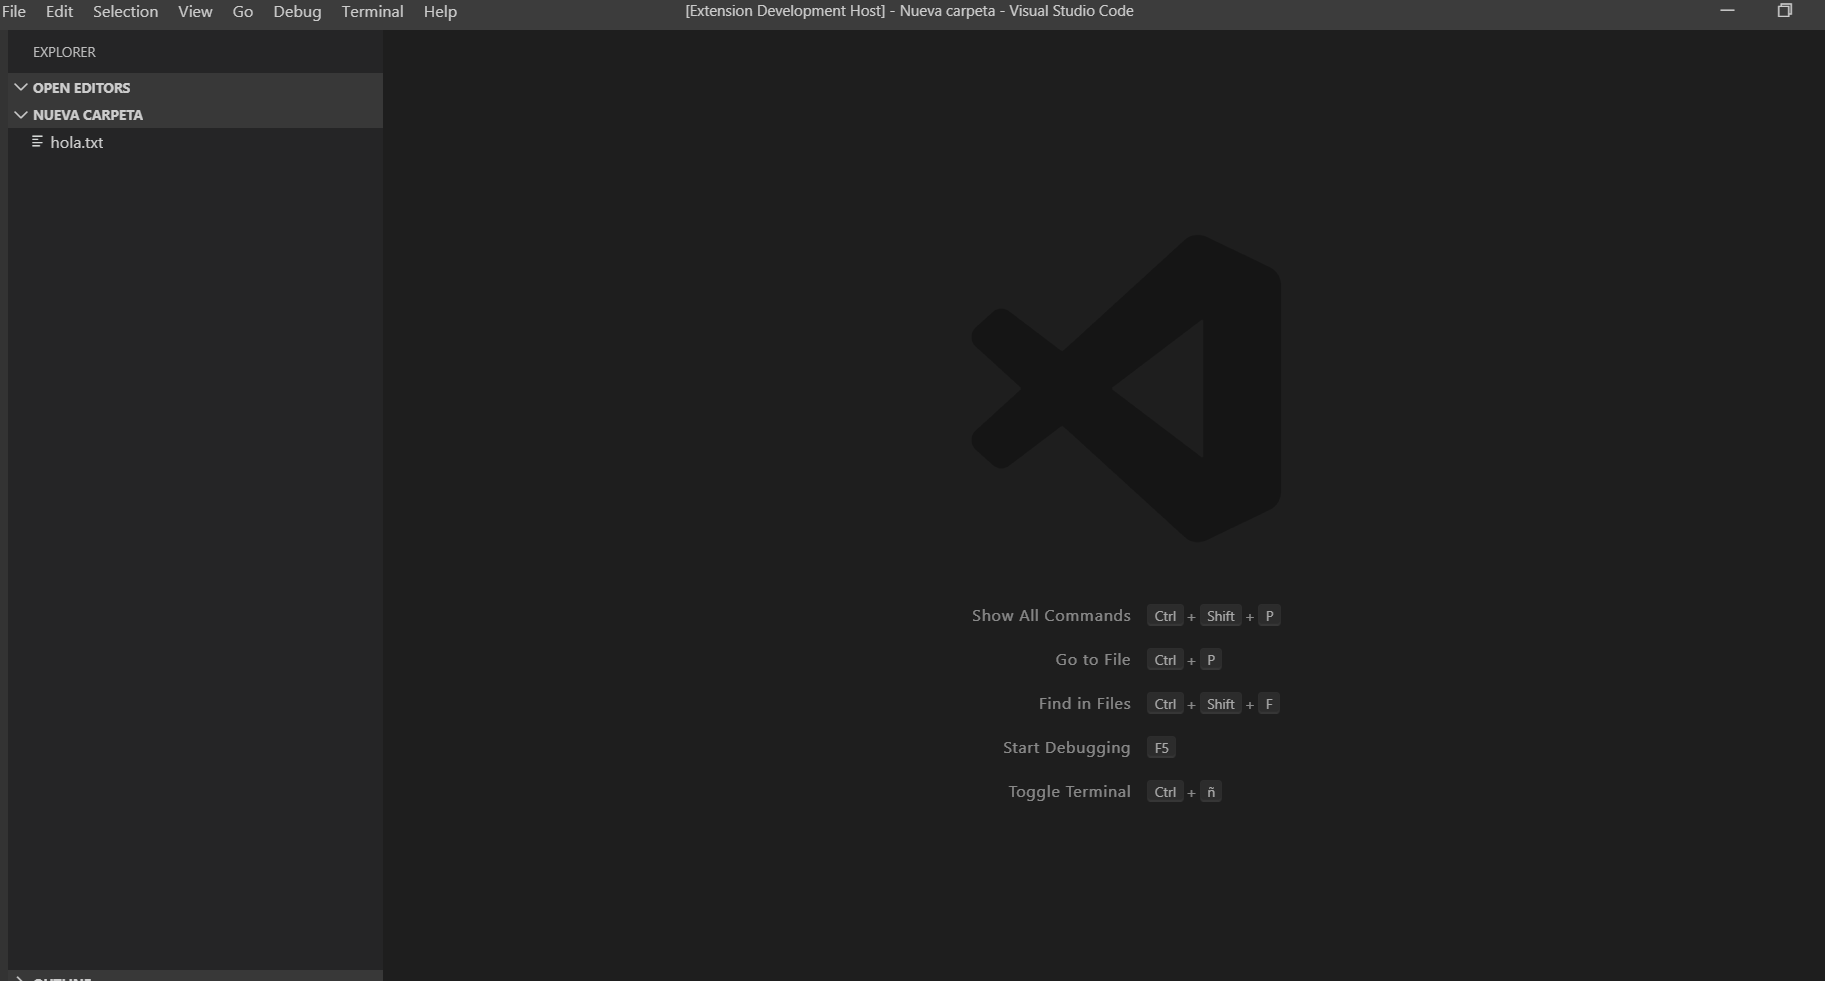 File Edit Selection View Go Debug Terminal Help
[Extension Development Host] - Nueva carpeta - Visual Studio Code
EXPLORER
OPEN EDITORS
NUEVA CARPETA
hola.txt
OUTLINE
Show All Commands Ctrl + Shift + P
Go to File Ctrl + P
Find in Files Ctrl + Shift + F
Start Debugging F5
Toggle Terminal Ctrl + ñ